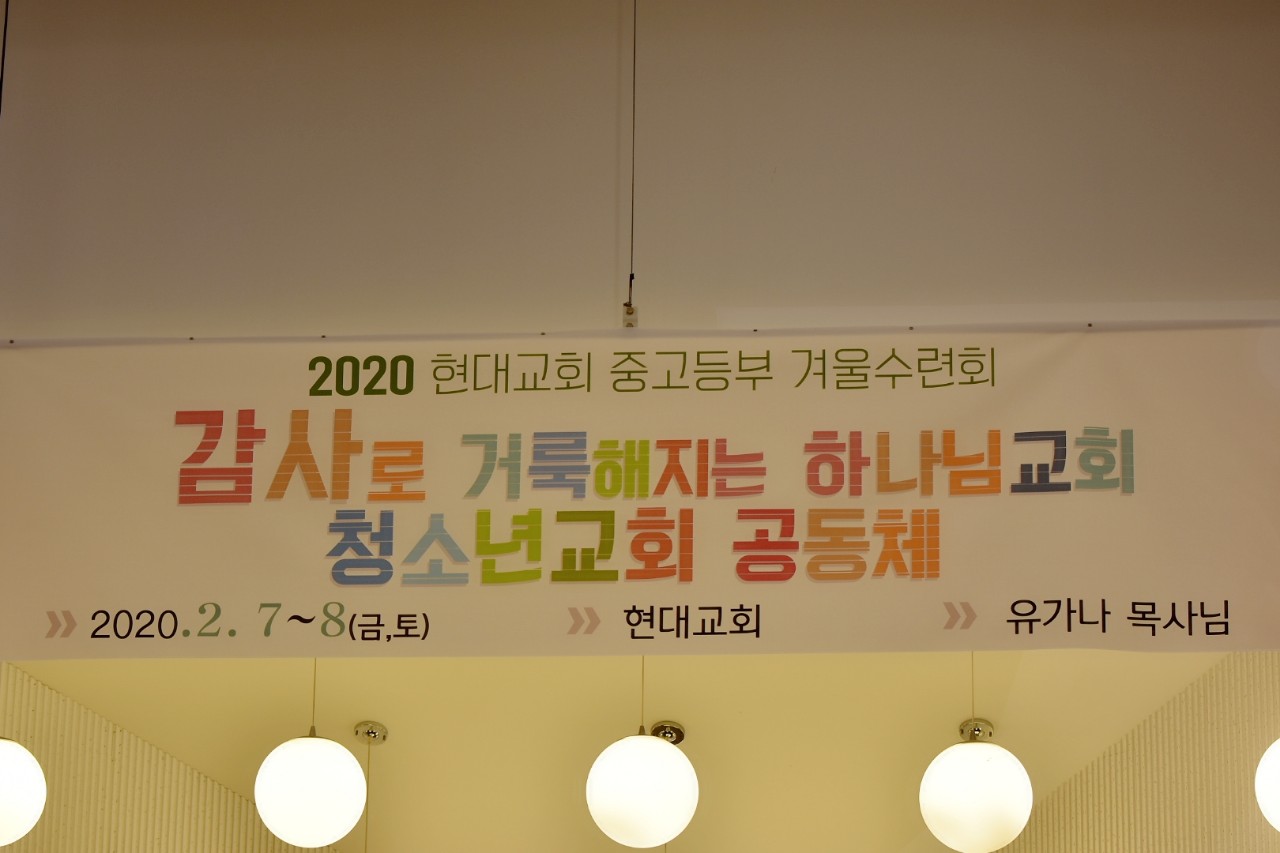 2020 현대교회 중고등부 겨울수련회
감사로 거룩해지는 하나님교회
청소년교회 공동체
» 2020.2. 7~8(금,토) » 현대교회 » 유가나 목사님